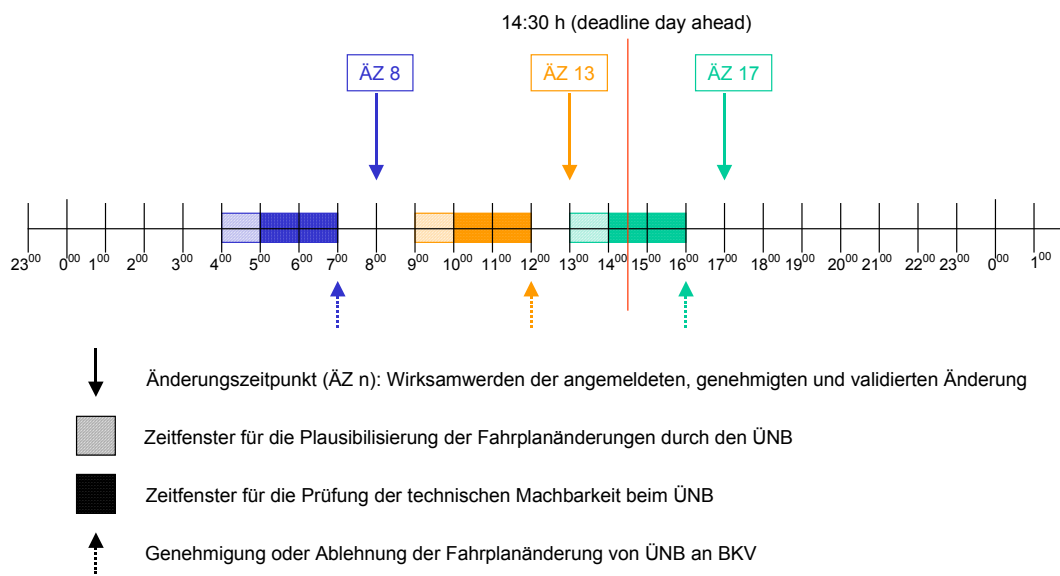 14:30 h (deadline day ahead)
ÄZ 8 ÄZ 13 ÄZ 17
23⁰⁰ 0⁰⁰ 1⁰⁰ 2⁰⁰ 3⁰⁰ 4⁰⁰ 5⁰⁰ 6⁰⁰ 7⁰⁰ 8⁰⁰ 9⁰⁰ 10⁰⁰ 11⁰⁰ 12⁰⁰ 13⁰⁰ 14⁰⁰ 15⁰⁰ 16⁰⁰ 17⁰⁰ 18⁰⁰ 19⁰⁰ 20⁰⁰ 21⁰⁰ 22⁰⁰ 23⁰⁰ 0⁰⁰ 1⁰⁰
Änderungszeitpunkt (ÄZ n): Wirksamwerden der angemeldeten, genehmigten und validierten Änderung
Zeitfenster für die Plausibilisierung der Fahrplanänderungen durch den ÜNB
Zeitfenster für die Prüfung der technischen Machbarkeit beim ÜNB
Genehmigung oder Ablehnung der Fahrplanänderung von ÜNB an BKV